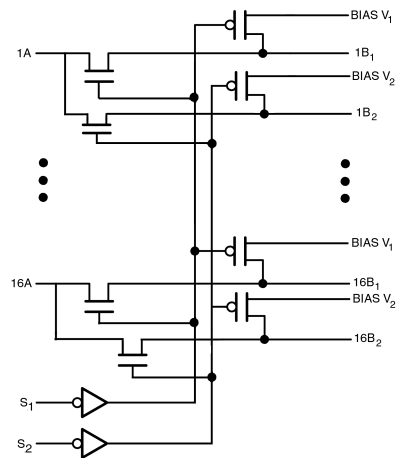 BIAS V1
1A
1B1
BIAS V2
1B2
BIAS V1
16A
16B1
BIAS V2
16B2
S1
S2